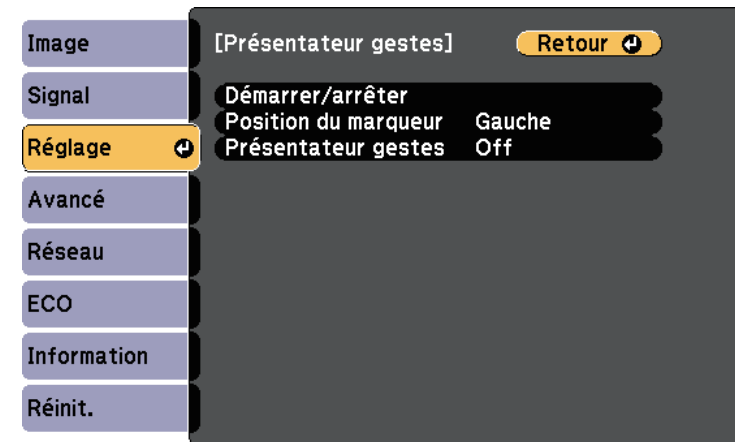 Image
Signal
Réglage
Avancé
Réseau
ECO
Information
Réinit.
[Présentateur gestes] Retour
Démarrer/arrêter
Position du marqueur Gauche
Présentateur gestes Off